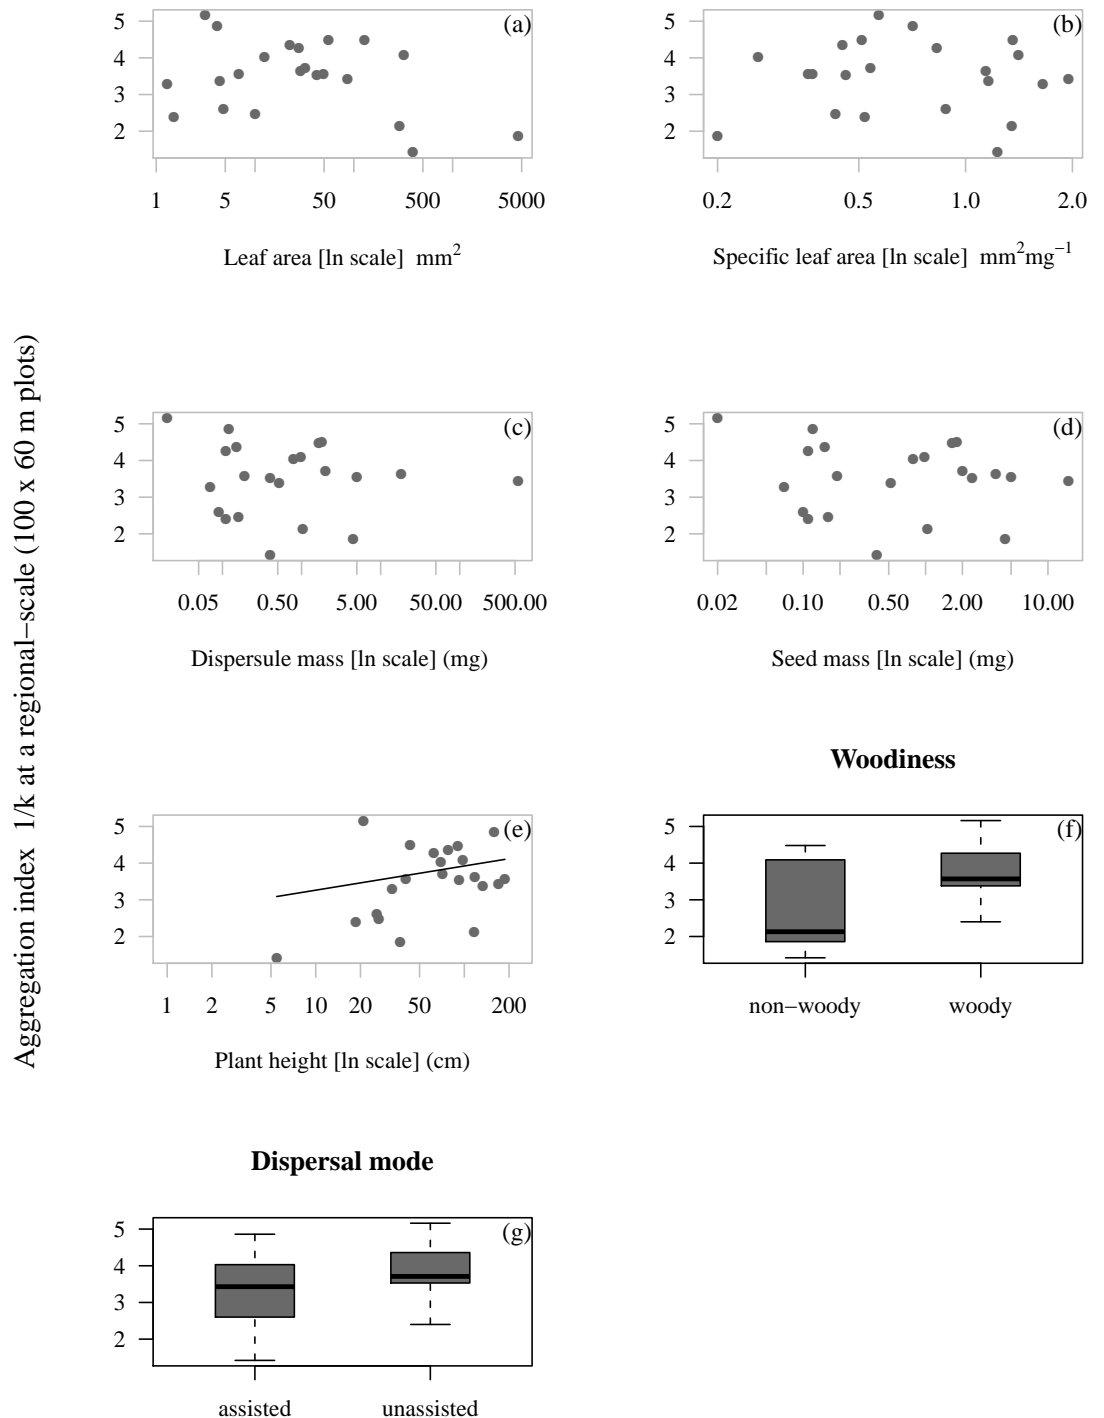 Aggregation index  1/k at a regional−scale (100 x 60 m plots)
(a)
5
4
3
2
1 5 50 500 5000
Leaf area [ln scale]  mm²
(b)
5
4
3
2
0.2 0.5 1.0 2.0
Specific leaf area [ln scale]  mm²mg⁻¹
(c)
5
4
3
2
0.05 0.50 5.00 50.00 500.00
Dispersule mass [ln scale] (mg)
(d)
5
4
3
2
0.02 0.10 0.50 2.00 10.00
Seed mass [ln scale] (mg)
(e)
5
4
3
2
1 2 5 10 20 50 200
Plant height [ln scale] (cm)
Woodiness
(f)
5
4
3
2
non−woody woody
Dispersal mode
(g)
5
4
3
2
assisted unassisted